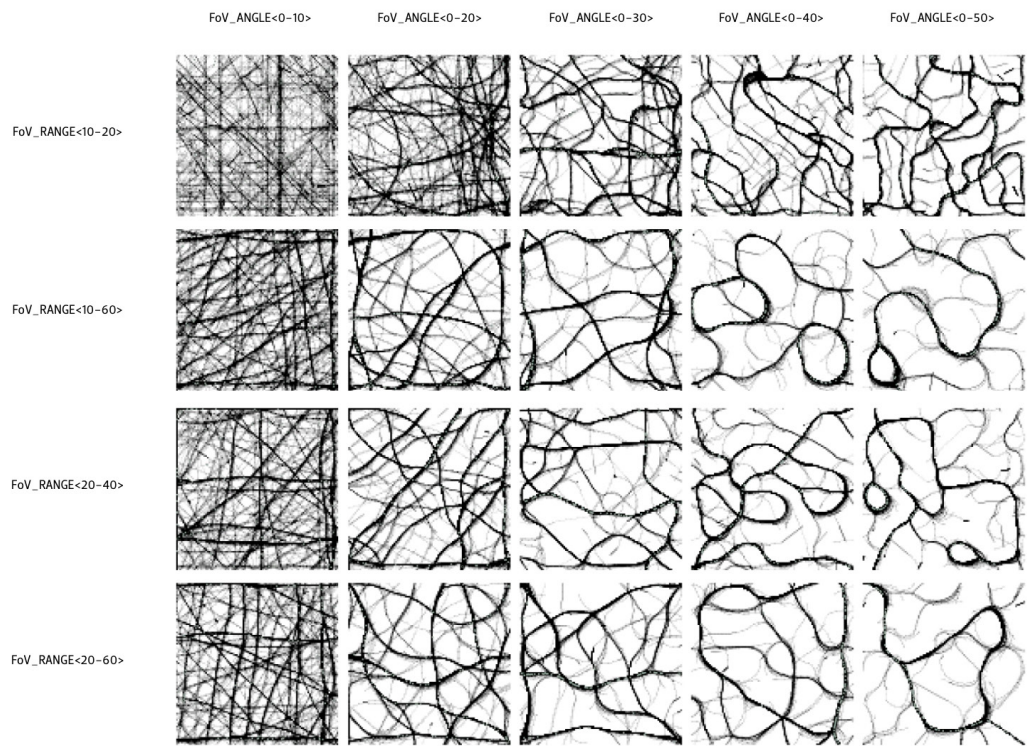 FoV_ANGLE<0-10> FoV_ANGLE<0-20> FoV_ANGLE<0-30> FoV_ANGLE<0-40> FoV_ANGLE<0-50>
FoV_RANGE<10-20>
FoV_RANGE<10-60>
FoV_RANGE<20-40>
FoV_RANGE<20-60>